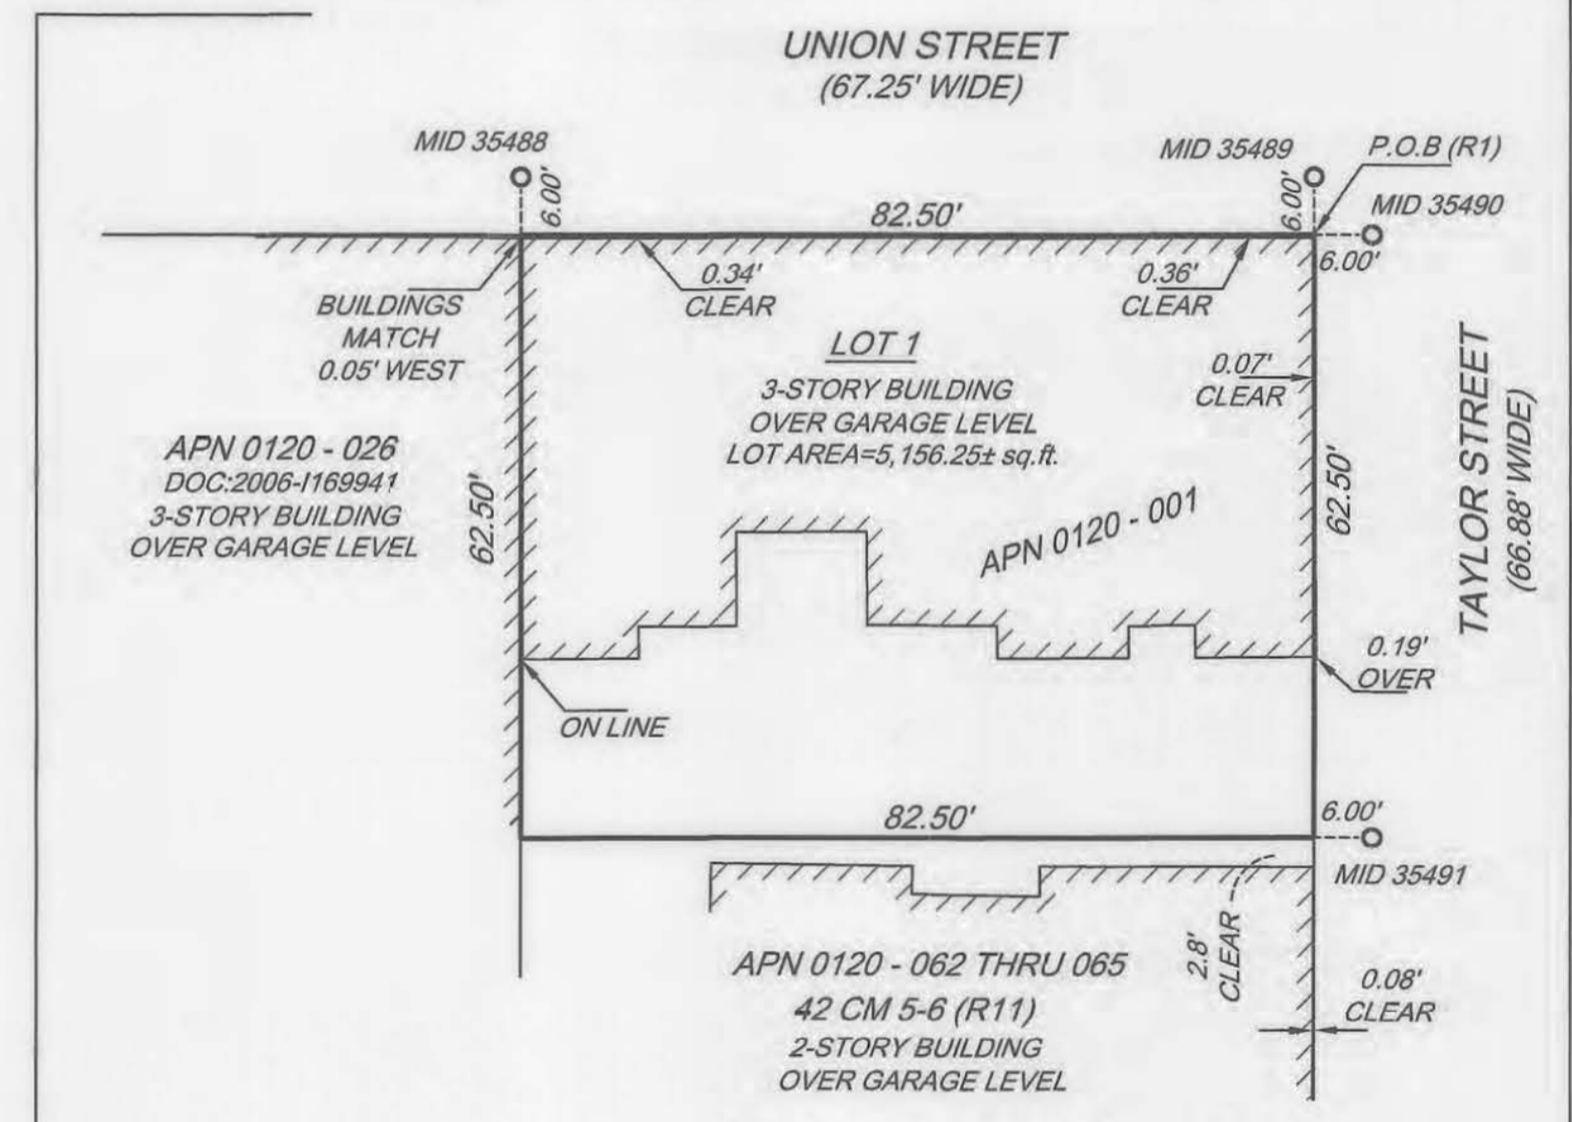 UNION STREET
(67.25' WIDE)
MID 35488
6.00'
MID 35489
6.00'
P.O.B (R1)
MID 35490
6.00'
82.50'
BUILDINGS
MATCH
0.05' WEST
0.34'
CLEAR
0.36'
CLEAR
LOT 1
3-STORY BUILDING
OVER GARAGE LEVEL
LOT AREA=5,156.25± sq.ft.
0.07'
CLEAR
APN 0120 - 026
DOC:2006-I169941
3-STORY BUILDING
OVER GARAGE LEVEL
62.50'
APN 0120 - 001
62.50'
TAYLOR STREET
(66.88' WIDE)
0.19'
OVER
ON LINE
82.50'
6.00'
MID 35491
2.8'
CLEAR
APN 0120 - 062 THRU 065
42 CM 5-6 (R11)
2-STORY BUILDING
OVER GARAGE LEVEL
0.08'
CLEAR